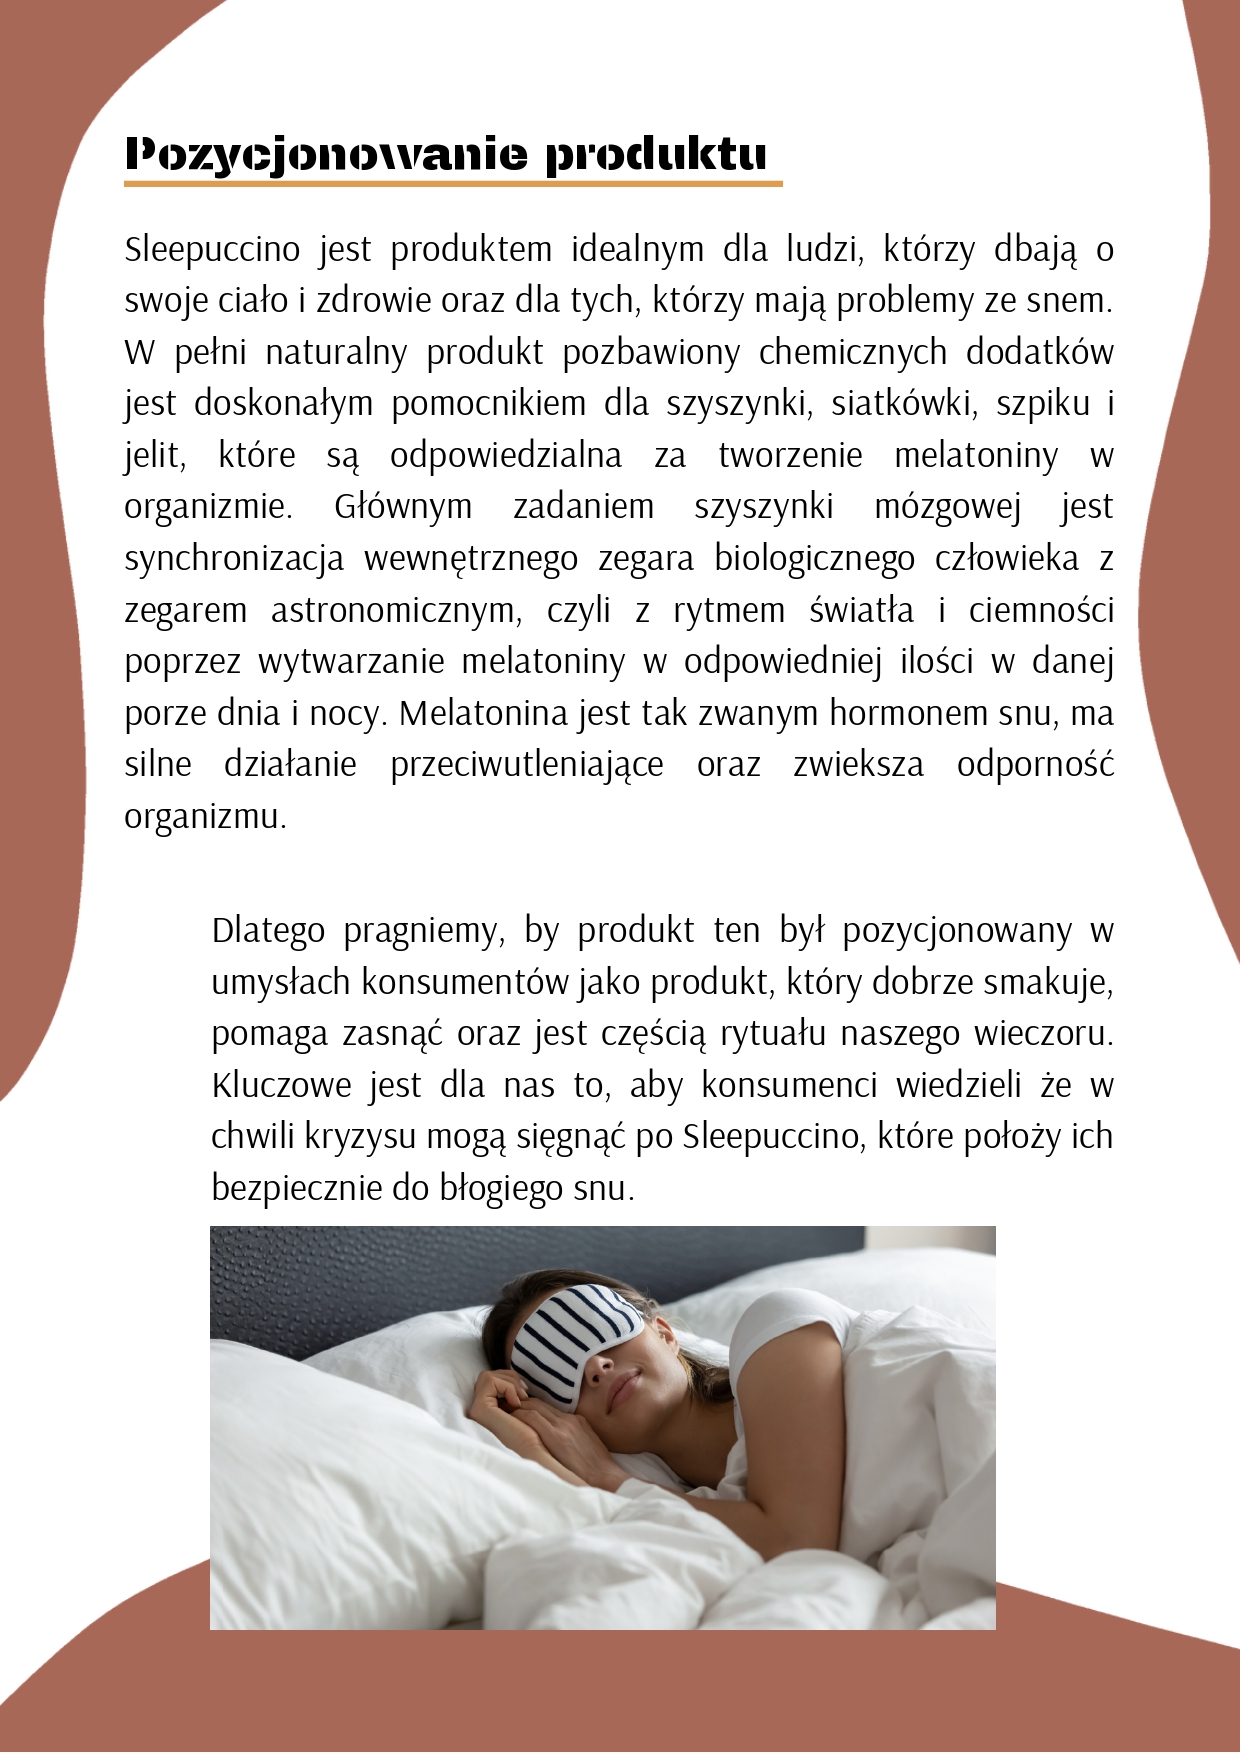 Pozycjonowanie produktu
Sleepuccino jest produktem idealnym dla ludzi, którzy dbają o
swoje ciało i zdrowie oraz dla tych, którzy mają problemy ze snem.
W pełni naturalny produkt pozbawiony chemicznych dodatków
jest doskonałym pomocnikiem dla szyszynki, siatkówki, szpiku i
jelit, które są odpowiedzialna za tworzenie melatoniny w
organizmie. Głównym zadaniem szyszynki mózgowej jest
synchronizacja wewnętrznego zegara biologicznego człowieka z
zegarem astronomicznym, czyli z rytmem światła i ciemności
poprzez wytwarzanie melatoniny w odpowiedniej ilości w danej
porze dnia i nocy. Melatonina jest tak zwanym hormonem snu, ma
silne działanie przeciwutleniające oraz zwieksza odporność
organizmu.
Dlatego pragniemy, by produkt ten był pozycjonowany w
umysłach konsumentów jako produkt, który dobrze smakuje,
pomaga zasnąć oraz jest częścią rytuału naszego wieczoru.
Kluczowe jest dla nas to, aby konsumenci wiedzieli że w
chwili kryzysu mogą sięgnąć po Sleepuccino, które położy ich
bezpiecznie do błogiego snu.